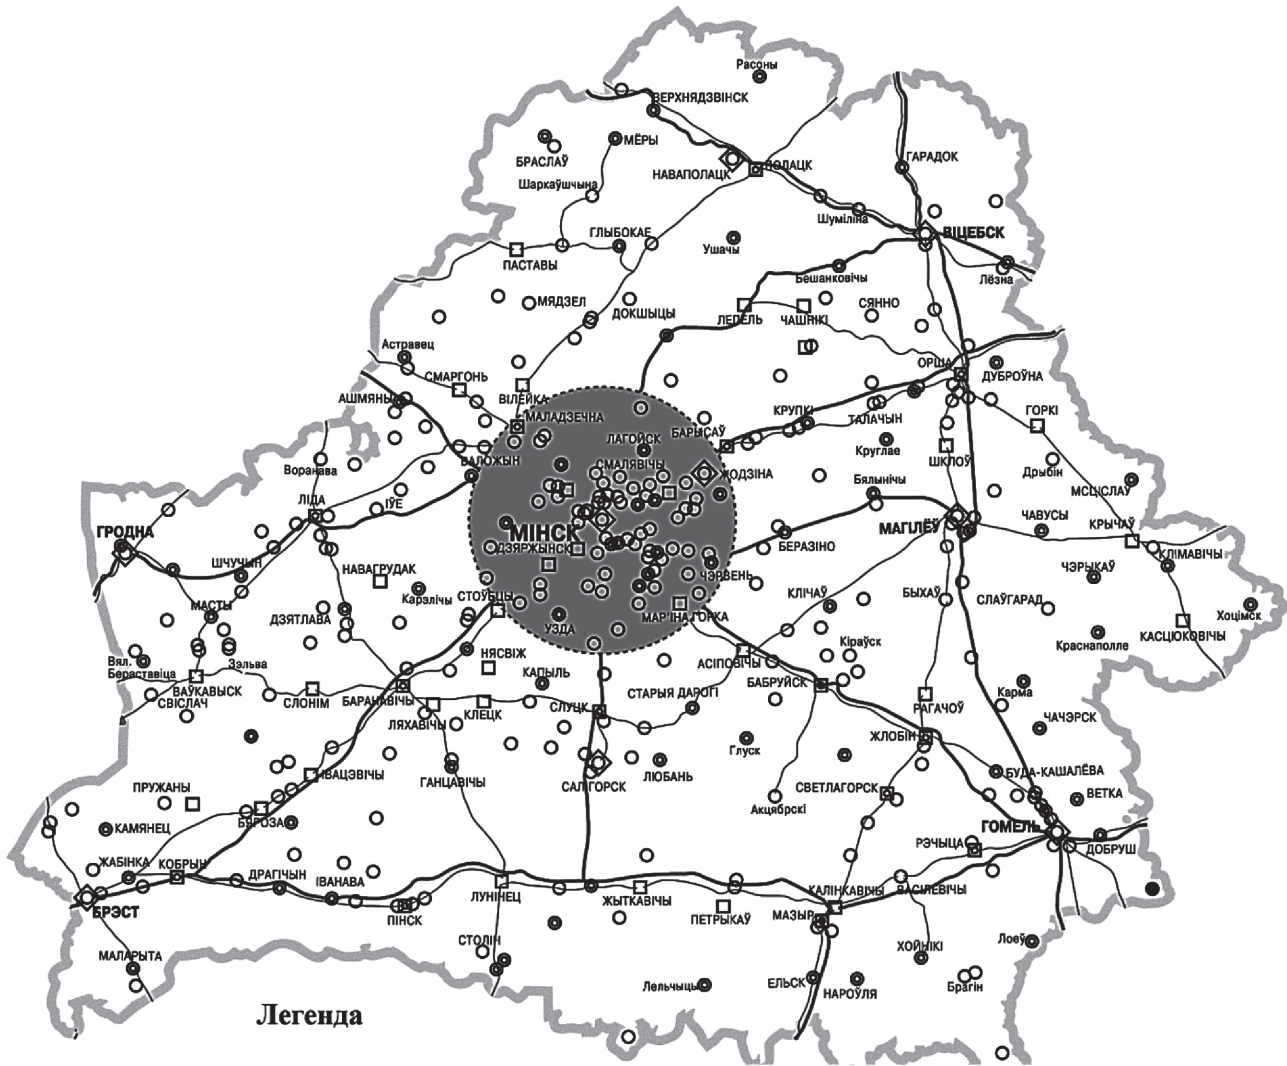 Расоны
ВЕРХНЯДЗВІНСК
МЁРЫ
БРАСЛАЎ
НАВАПОЛАЦК
ПОЛАЦК
ГАРАДОК
Шаркаўшчына
Шуміліна
ВІЦЕБСК
ГЛЫБОКАЕ
Ушачы
ПАСТАВЫ
Бешанковічы
Лёзна
МЯДЗЕЛ
ДОКШЫЦЫ
ЛЕПЕЛЬ
ЧАШНІКІ
СЯННО
Астравец
СМАРГОНЬ
ОРША
ДУБРОЎНА
АШМЯНЫ
ВІЛЕЙКА
МАЛАДЗЕЧНА
КРУПКІ
ТАЛАЧЫН
ГОРКІ
ЛАГОЙСК
БАРЫСАЎ
Круглае
ВАЛОЖЫН
СМАЛЯВІЧЫ
ЖОДЗІНА
ШКЛОЎ
Дрыбін
Воранава
Бялынічы
МСЦІСЛАЎ
ЛІДА
ІЎЕ
МАГІЛЁЎ
ЧАВУСЫ
КРЫЧАЎ
ГРОДНА
МІНСК
ДЗЯРЖЫНСК
БЕРАЗІНО
КЛІМАВІЧЫ
ШЧУЧЫН
НАВАГРУДАК
ЧЭРВЕНЬ
ЧЭРЫКАЎ
МАСТЫ
Карэлічы
СТОЎБЦЫ
КЛІЧАЎ
БЫХАЎ
СЛАЎГАРАД
ДЗЯТЛАВА
УЗДА
МАР'ІНА ГОРКА
Хоцімск
Краснаполле
КАСЦЮКОВІЧЫ
Кіраўск
Вял.
Бераставіца
Зэльва
НЯСВІЖ
КАПЫЛЬ
АСІПОВІЧЫ
ВАЎКАВЫСК
БАБРУЙСК
СВІСЛАЧ
СЛОНІМ
БАРАНАВІЧЫ
СТАРЫЯ ДАРОГІ
Карма
ЛЯХАВІЧЫ
КЛЕЦК
СЛУЦК
РАГАЧОЎ
ЧАЧЭРСК
Глуск
ЖЛОБІН
ІВАЦЭВІЧЫ
ГАНЦАВІЧЫ
САЛІГОРСК
ЛЮБАНЬ
БУДА-КАШАЛЁВА
ПРУЖАНЫ
СВЕТЛАГОРСК
ВЕТКА
Акцябрскі
КАМЯНЕЦ
БЯРОЗА
ГОМЕЛЬ
РЭЧЫЦА
ДОБРУШ
ЖАБІНКА
КОБРЫН
ДРАГІЧЫН
ІВАНАВА
ЛУНІНЕЦ
ЖЫТКАВІЧЫ
КАЛІНКАВІЧЫ
ВАСІЛЕВІЧЫ
БРЭСТ
ПІНСК
ПЕТРЫКАЎ
МАЗЫР
СТОЛІН
ХОЙНІКІ
Лоеў
МАЛАРЫТА
Лельчыцы
ЕЛЬСК
НАРОЎЛЯ
Брагін
Легенда